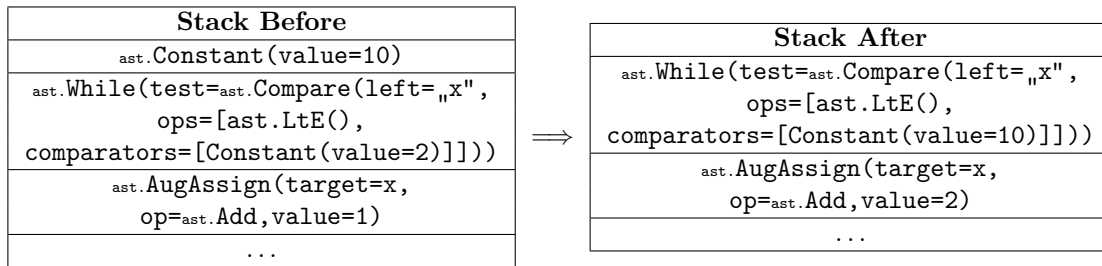 Stack Before
ast.Constant(value=10)
ast.While(test=ast.Compare(left=„x",
ops=[ast.LtE(),
comparators=[Constant(value=2)]]))
ast.AugAssign(target=x,
op=ast.Add,value=1)
...
⟹
Stack After
ast.While(test=ast.Compare(left=„x",
ops=[ast.LtE(),
comparators=[Constant(value=10)]]))
ast.AugAssign(target=x,
op=ast.Add,value=2)
...